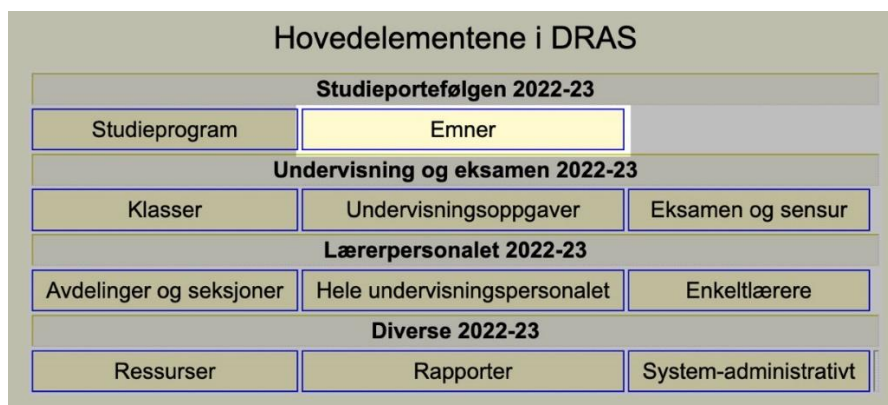 Hovedelementene i DRAS
Studieportefølgen 2022-23
Studieprogram Emner
Undervisning og eksamen 2022-23
Klasser Undervisningsoppgaver Eksamen og sensur
Lærerpersonalet 2022-23
Avdelinger og seksjoner Hele undervisningspersonalet Enkeltlærere
Diverse 2022-23
Ressurser Rapporter System-administrativt